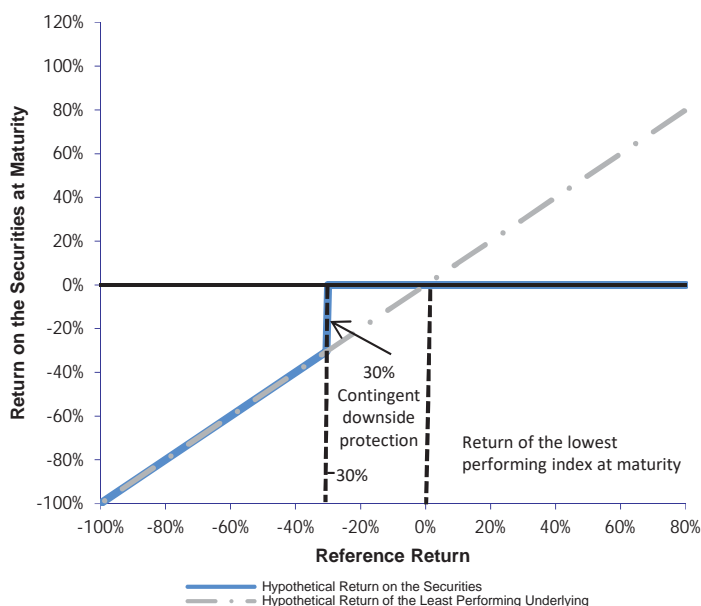 120%
100%
80%
60%
40%
20%
0%
-20%
-40%
-60%
-80%
-100%
Return on the Securities at Maturity
30%
Contingent
downside
protection
-30%
Return of the lowest
performing index at maturity
-100% -80% -60% -40% -20% 0% 20% 40% 60% 80%
Reference Return
Hypothetical Return on the Securities
Hypothetical Return of the Least Performing Underlying